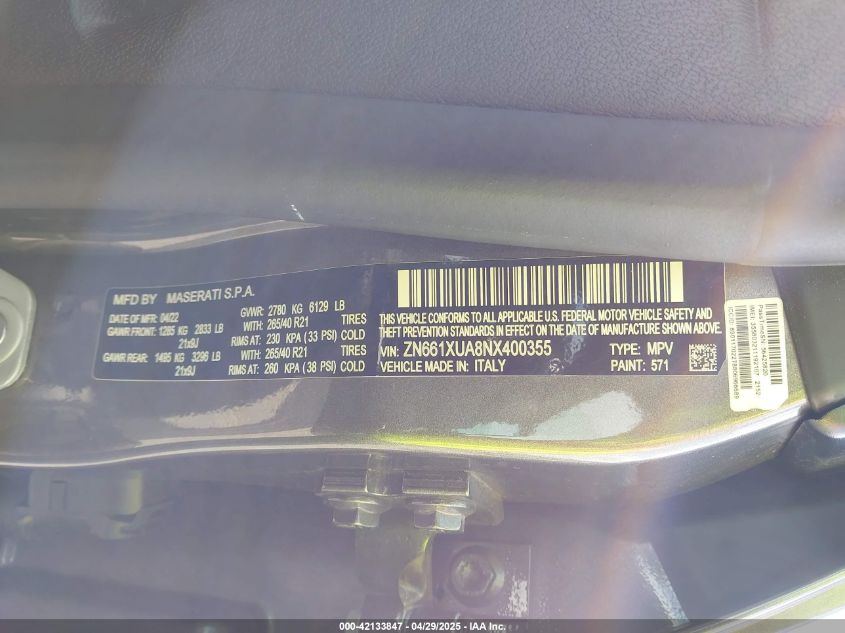 MFD BY MASERATI S.P.A.
DATE OF MFR: 04/22
GVWR: 2780 KG 6129 LB
GAWR FRONT: 1285 KG 2833 LB WITH: 265/40 R21 TIRES
21x9J RIMS AT: 230 KPA (33 PSI) COLD
GAWR REAR: 1495 KG 3296 LB WITH: 265/40 R21 TIRES
21x9J RIMS AT: 260 KPA (38 PSI) COLD
THIS VEHICLE CONFORMS TO ALL APPLICABLE U.S. FEDERAL MOTOR VEHICLE SAFETY AND
THEFT PREVENTION STANDARDS IN EFFECT ON THE DATE OF MANUFACTURE SHOWN ABOVE.
VIN: ZN661XUA8NX400355 TYPE: MPV
VEHICLE MADE IN: ITALY PAINT: 571
000-42133847 - 04/29/2025 - IAA Inc.